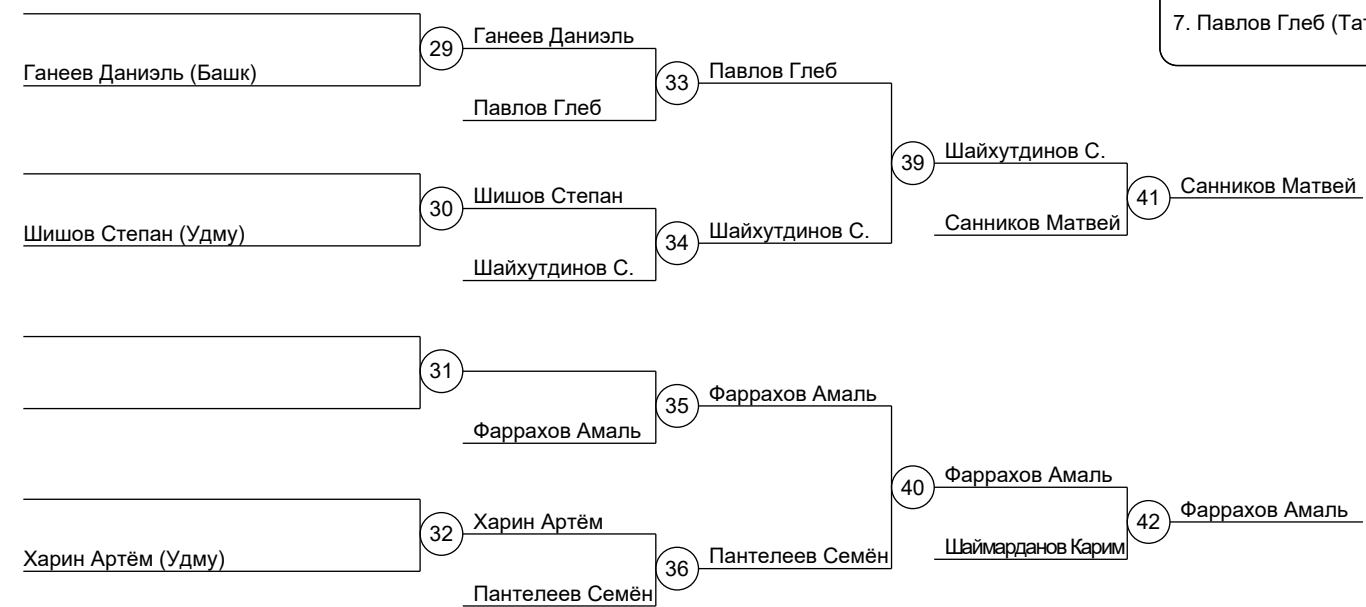 7. Павлов Глеб (Тат
29
Ганеев Даниэль
Ганеев Даниэль (Башк)
33
Павлов Глеб
Павлов Глеб
39
Шайхутдинов С.
30
Шишов Степан
Шишов Степан (Удму)
34
Шайхутдинов С.
Шайхутдинов С.
41
Санников Матвей
Санников Матвей
31
35
Фаррахов Амаль
Фаррахов Амаль
40
Фаррахов Амаль
32
Харин Артём
Харин Артём (Удму)
36
Пантелеев Семён
Пантелеев Семён
42
Фаррахов Амаль
Шаймарданов Карим